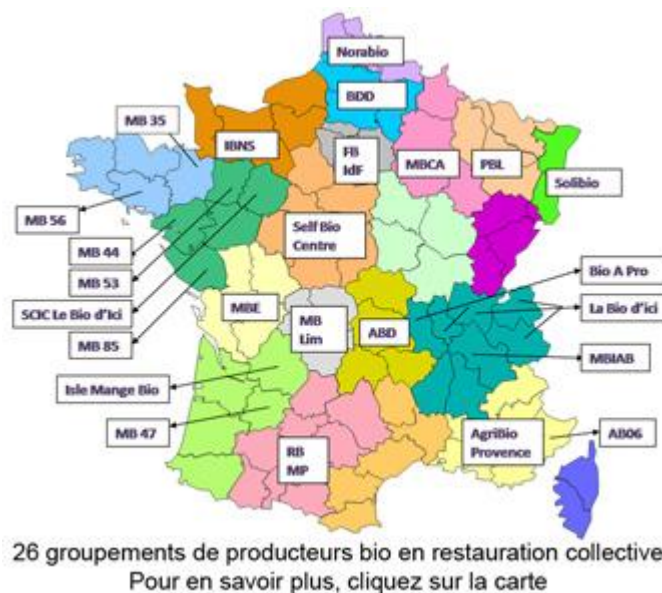 Norabio
BDD
MB 35
IBNS
FB
IdF
MBCA
PBL
Solibio
MB 56
Self Bio
Centre
MB 44
MB 53
Bio A Pro
SCIC Le Bio d'Ici
MBE
MB
Lim
ABD
La Bio d'ici
MB 85
MBIAB
Isle Mange Bio
MB 47
RB
MP
AgriBio
Provence
AB06
26 groupements de producteurs bio en restauration collective
Pour en savoir plus, cliquez sur la carte